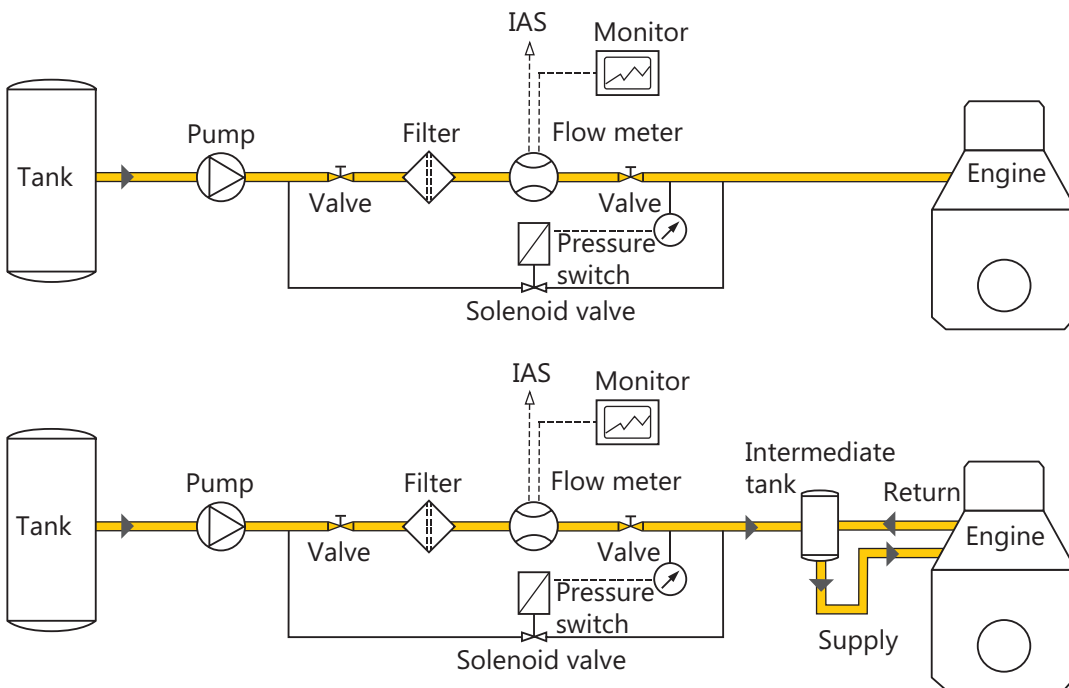 IAS
Monitor
Pump
Filter
Flow meter
Tank
Engine
Valve
Valve
Pressure
switch
Solenoid valve
IAS
Monitor
Intermediate
tank
Pump
Filter
Flow meter
Return
Tank
Engine
Valve
Valve
Pressure
switch
Supply
Solenoid valve